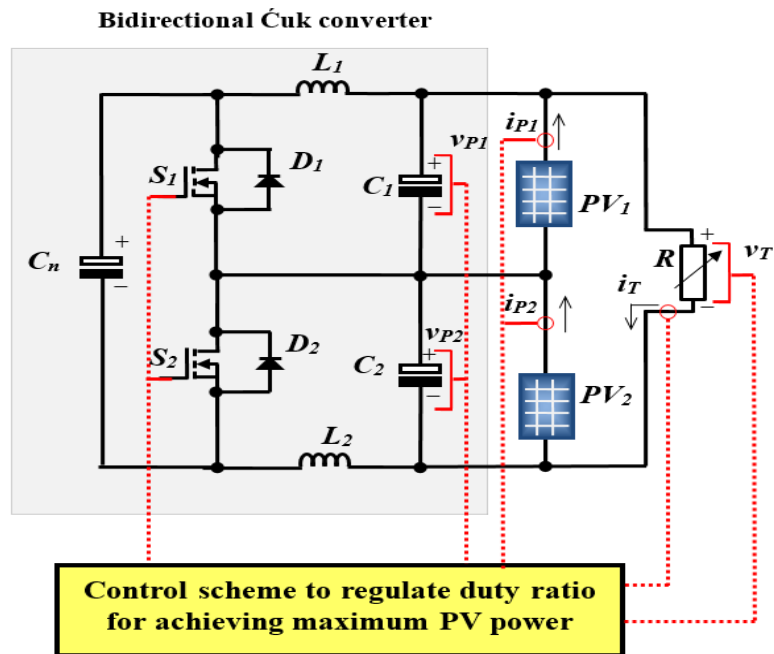 Bidirectional Ćuk converter
L1
iP1
vP1
S1
D1
+
C1
−
PV1
+
Cn
−
+
R
vT
iT
−
iP2
vP2
S2
D2
+
C2
−
PV2
L2
Control scheme to regulate duty ratio
for achieving maximum PV power